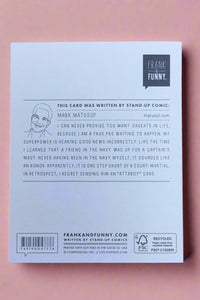 FRANK
AND
FUNNY.
THIS CARD WAS WRITTEN BY STAND-UP COMIC:
MARK MATUSOF
matusof.com
I CAN NEVER PROVIDE TOO MANY CAVEATS IN LIFE,
BECAUSE I AM A FAUX PAS WAITING TO HAPPEN. MY
SUPERPOWER IS HEARING GOOD NEWS INCORRECTLY. LIKE THE TIME
I LEARNED THAT A FRIEND IN THE NAVY WAS UP FOR A CAPTAIN'S
MAST. NEVER HAVING BEEN IN THE NAVY MYSELF, IT SOUNDED LIKE
AN HONOR. APPARENTLY, IT IS ONE STEP SHORT OF A COURT-MARTIAL.
IN RETROSPECT, I REGRET SENDING HIM AN "ATTABOY" CARD.
FRANKANDFUNNY.COM
WRITTEN BY STAND-UP COMICS
FSC
RECYCLED